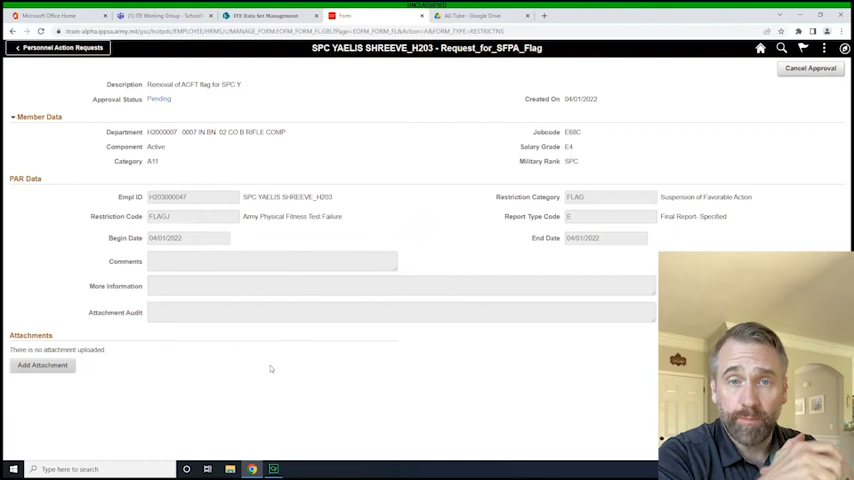 UNCLASSIFIED
Microsoft Office Home
(1) ITE Working Group - School
ITE Data Set Management
Form
AG Tube - Google Drive
Personnel Action Requests
SPC YAELIS SHREEVE_H203 - Request_for_SFPA_Flag
Cancel Approval
Description Removal of ACFT flag for SPC Y
Approval Status Pending Created On 04/01/2022
Member Data
Department H2000007 0007 IN BN 02 CO B RIFLE COMP Jobcode E68C
Component Active Salary Grade E4
Category A11 Military Rank SPC
PAR Data
Empl ID H203000047 SPC YAELIS SHREEVE_H203 Restriction Category FLAG Suspension of Favorable Action
Restriction Code FLAGJ Army Physical Fitness Test Failure Report Type Code E Final Report- Specified
Begin Date 04/01/2022 End Date 04/01/2022
Comments
More Information
Attachment Audit
Attachments
There is no attachment uploaded
Add Attachment
Type here to search